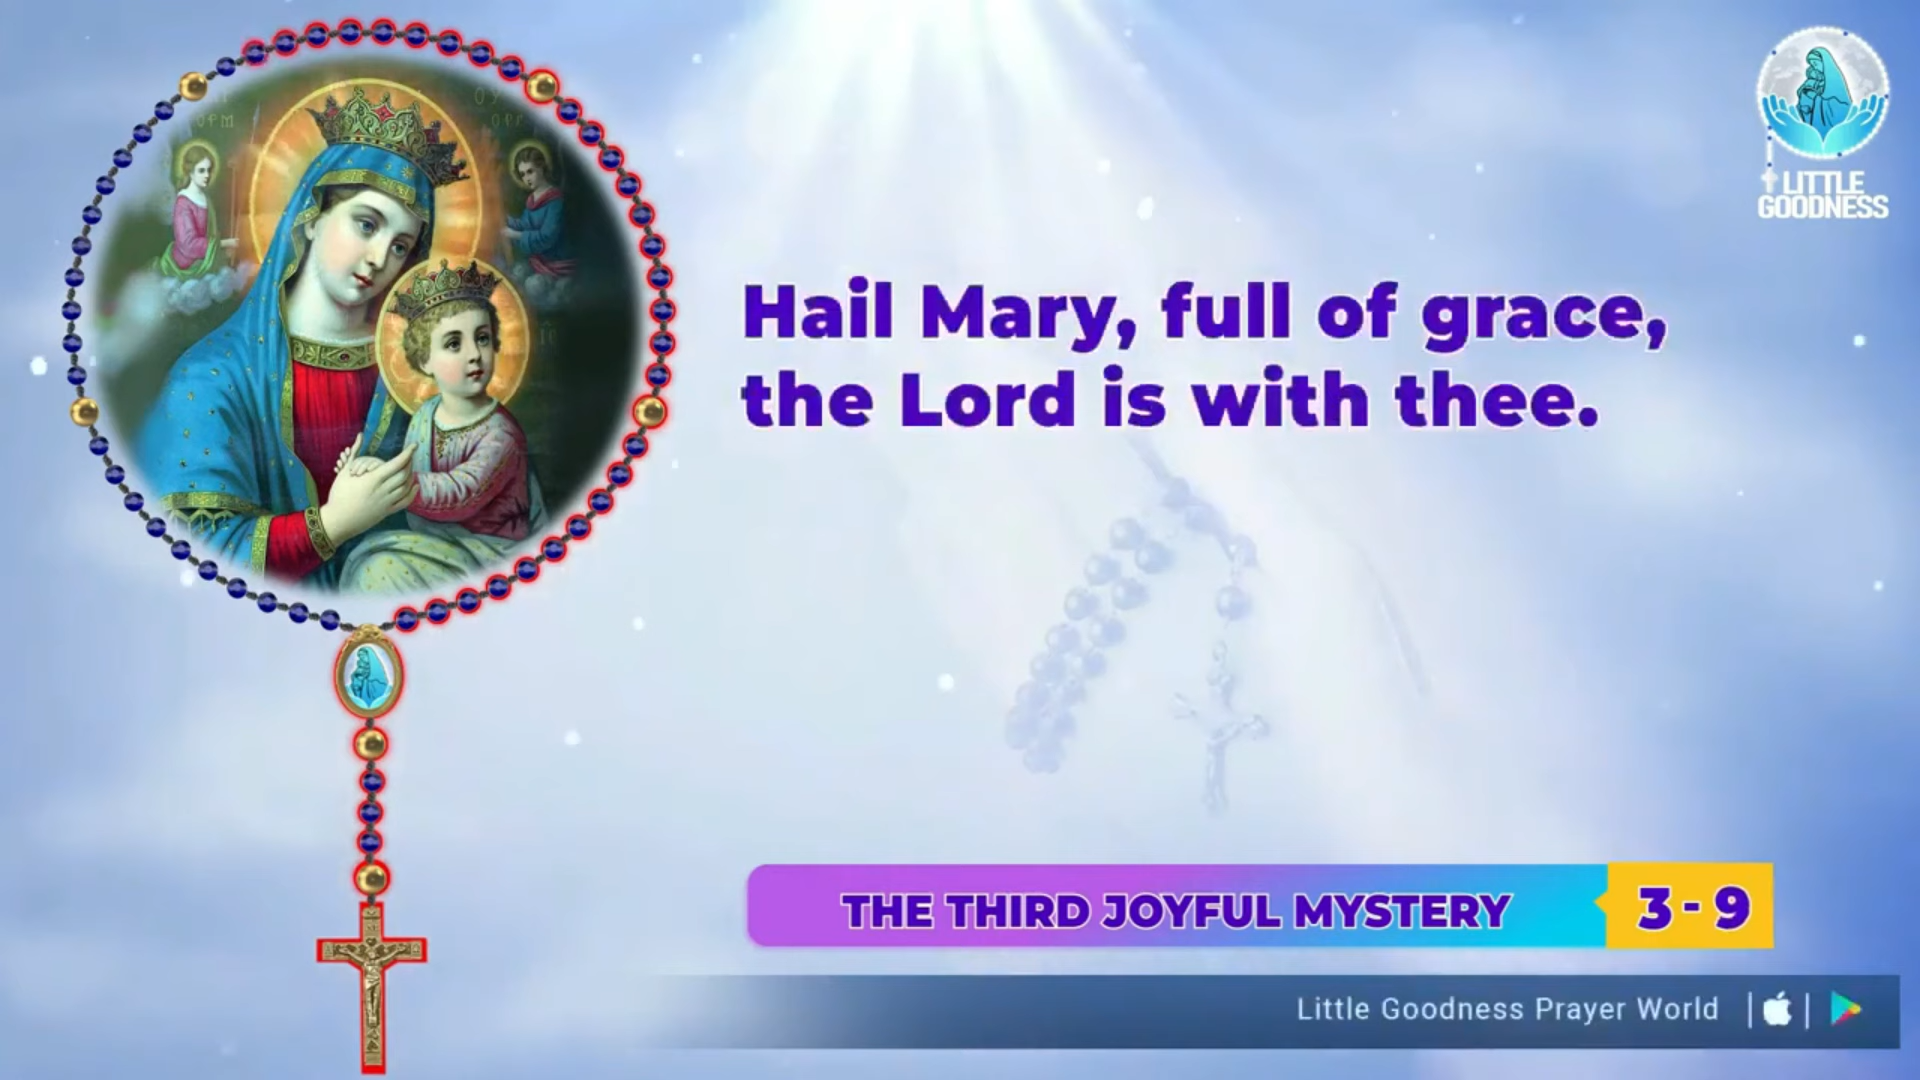 LITTLE
GOODNESS
Hail Mary, full of grace,
the Lord is with thee.
THE THIRD JOYFUL MYSTERY 3 - 9
Little Goodness Prayer World